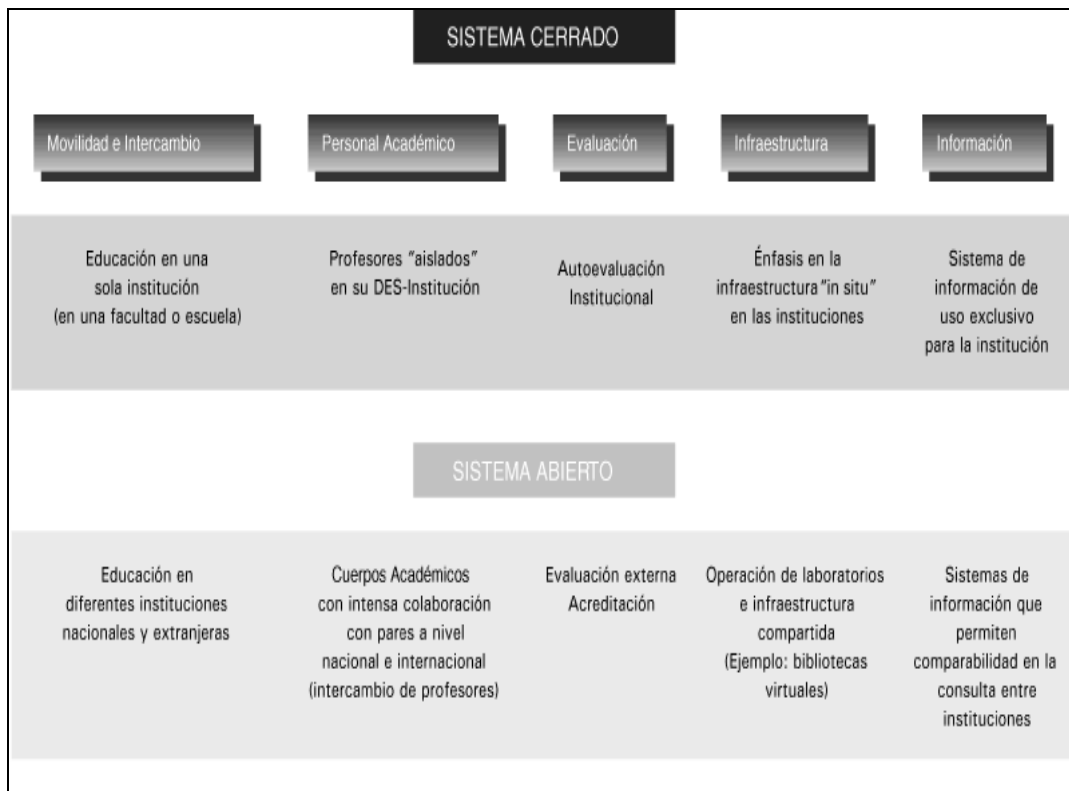 SISTEMA CERRADO
Movilidad e Intercambio
Personal Académico
Evaluación
Infraestructura
Información
Educación en una
sola institución
(en una facultad o escuela)
Profesores “aislados”
en su DES-Institución
Autoevaluación
Institucional
Énfasis en la
infraestructura “in situ”
en las instituciones
Sistema de
información de
uso exclusivo
para la institución
SISTEMA ABIERTO
Educación en
diferentes instituciones
nacionales y extranjeras
Cuerpos Académicos
con intensa colaboración
con pares a nivel
nacional e internacional
(intercambio de profesores)
Evaluación externa
Acreditación
Operación de laboratorios
e infraestructura
compartida
(Ejemplo: bibliotecas
virtuales)
Sistemas de
información que
permiten
comparabilidad en la
consulta entre
instituciones